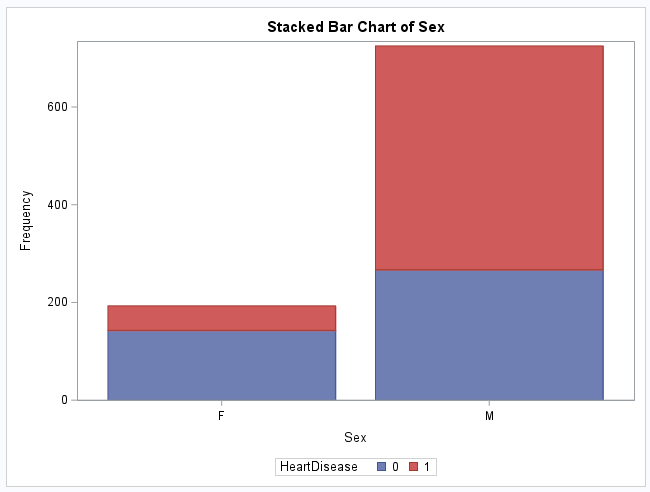 Stacked Bar Chart of Sex
600
400
200
0
Frequency
F M
Sex
HeartDisease 0 1